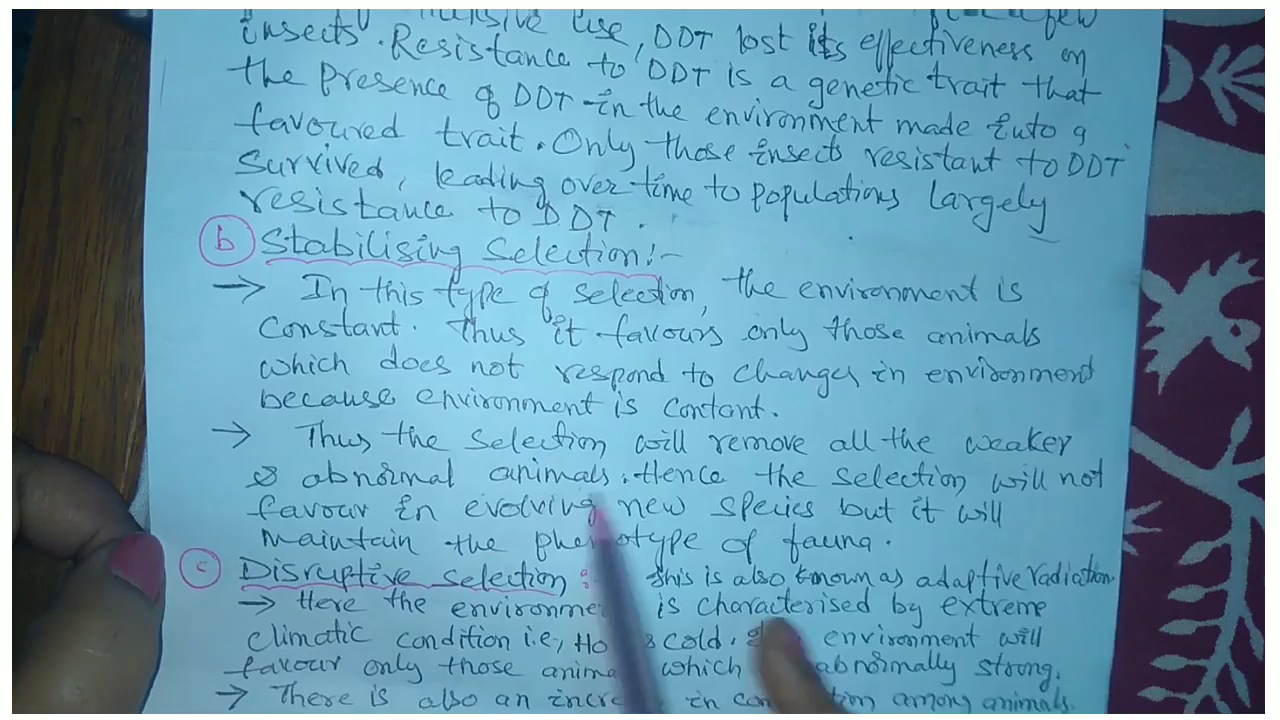 use,
insects. Resistance to DDT lost its effectiveness on
the presence of DDT in the is a genetic trait that
favoured trait. Only environment made into a
Survived, those insects resistant to DDT
resistance leading over time to populations largely
to DDT.
b Stabilising Selection:-
→ In this type of selection, the environment is
Constant. Thus it favours only those animals
which does not respond to changes in environment
because environment is contant.
→ Thus the selection will remove all the weaker
& abnormal animals. Hence the selection will not
favour in evolving new species but it will
Maintain the phenotype of fauna.
c Disruptive selection: This is also known as adaptive radiation.
→ Here the is characterised by extreme
climatic condition i.e., cold. environment will
favour only those which abnormally strong.
→ There is also an in among animals.